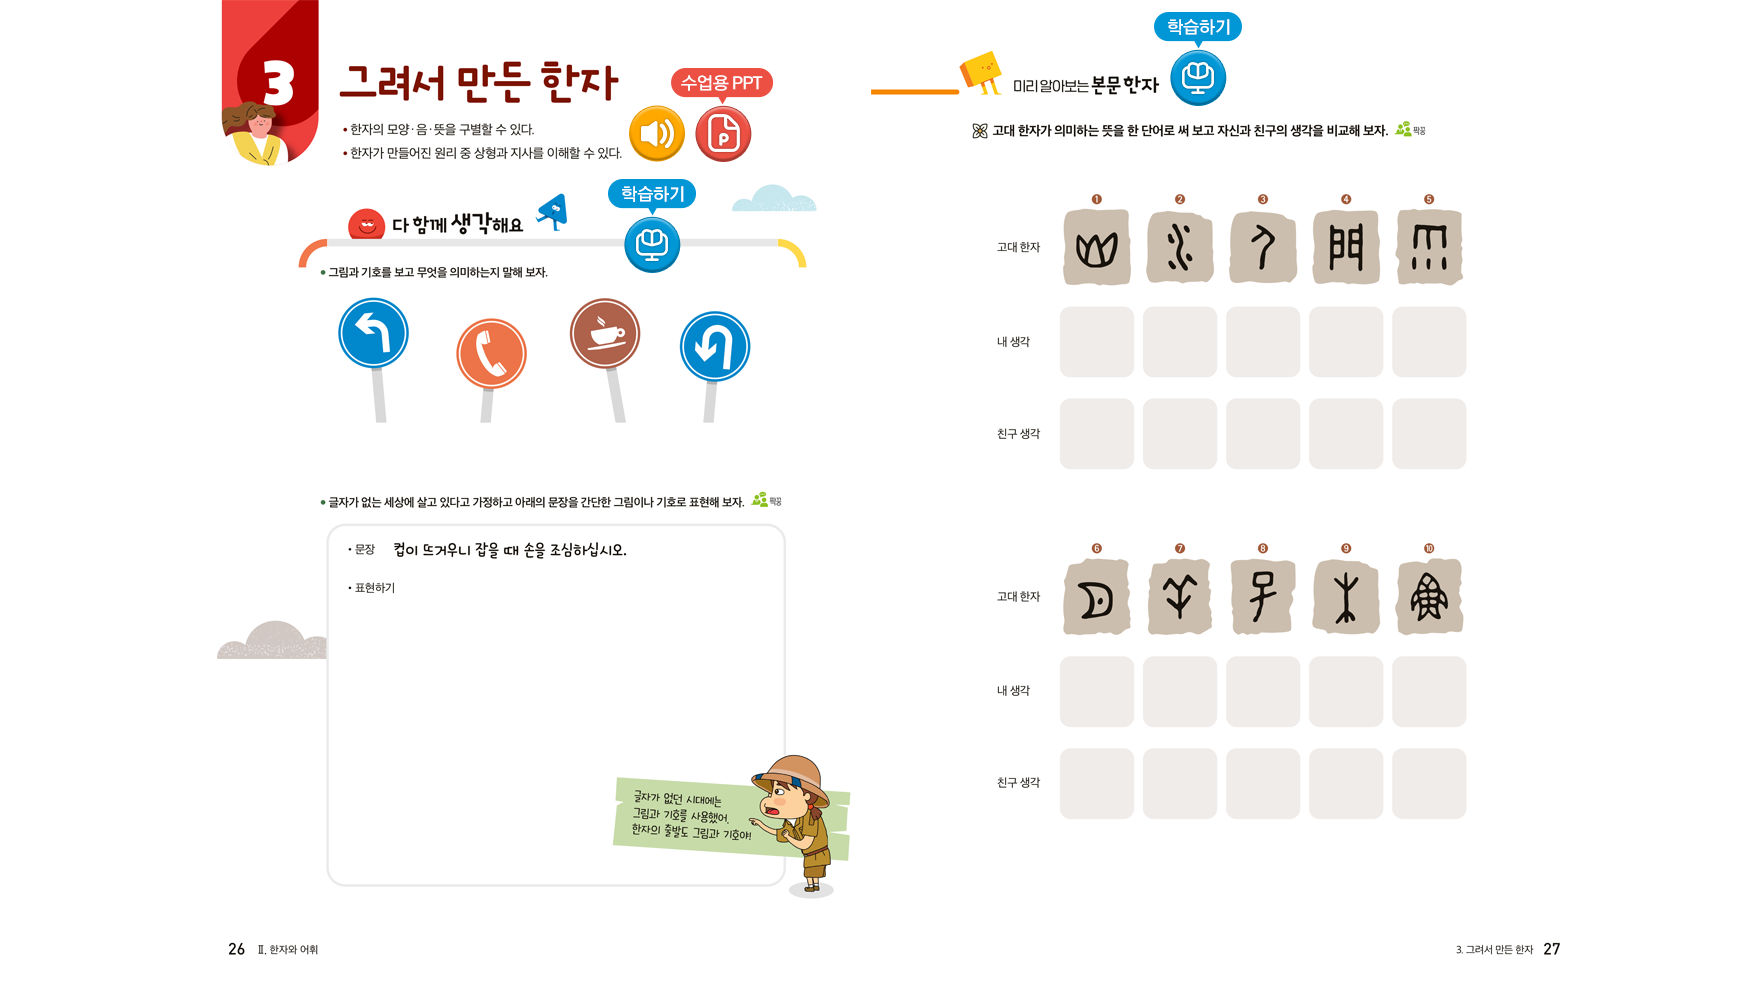 3
그려서 만든 한자
수업용 PPT
• 한자의 모양·음·뜻을 구별할 수 있다.
• 한자가 만들어진 원리 중 상형과 지사를 이해할 수 있다.
다 함께 생각해요
학습하기
• 그림과 기호를 보고 무엇을 의미하는지 말해 보자.
• 글자가 없는 세상에 살고 있다고 가정하고 아래의 문장을 간단한 그림이나 기호로 표현해 보자. 짝꿍
• 문장 컵이 뜨거우니 잡을 때 손을 조심하십시오.
• 표현하기
글자가 없던 시대에는
그림과 기호를 사용했어.
한자의 출발도 그림과 기호야!
26 Ⅱ. 한자와 어휘
학습하기
미리 알아보는 본문 한자
고대 한자가 의미하는 뜻을 한 단어로 써 보고 자신과 친구의 생각을 비교해 보자. 짝꿍
1 2 3 4 5
고대 한자
내 생각
친구 생각
6 7 8 9 10
고대 한자
내 생각
친구 생각
3. 그려서 만든 한자 27